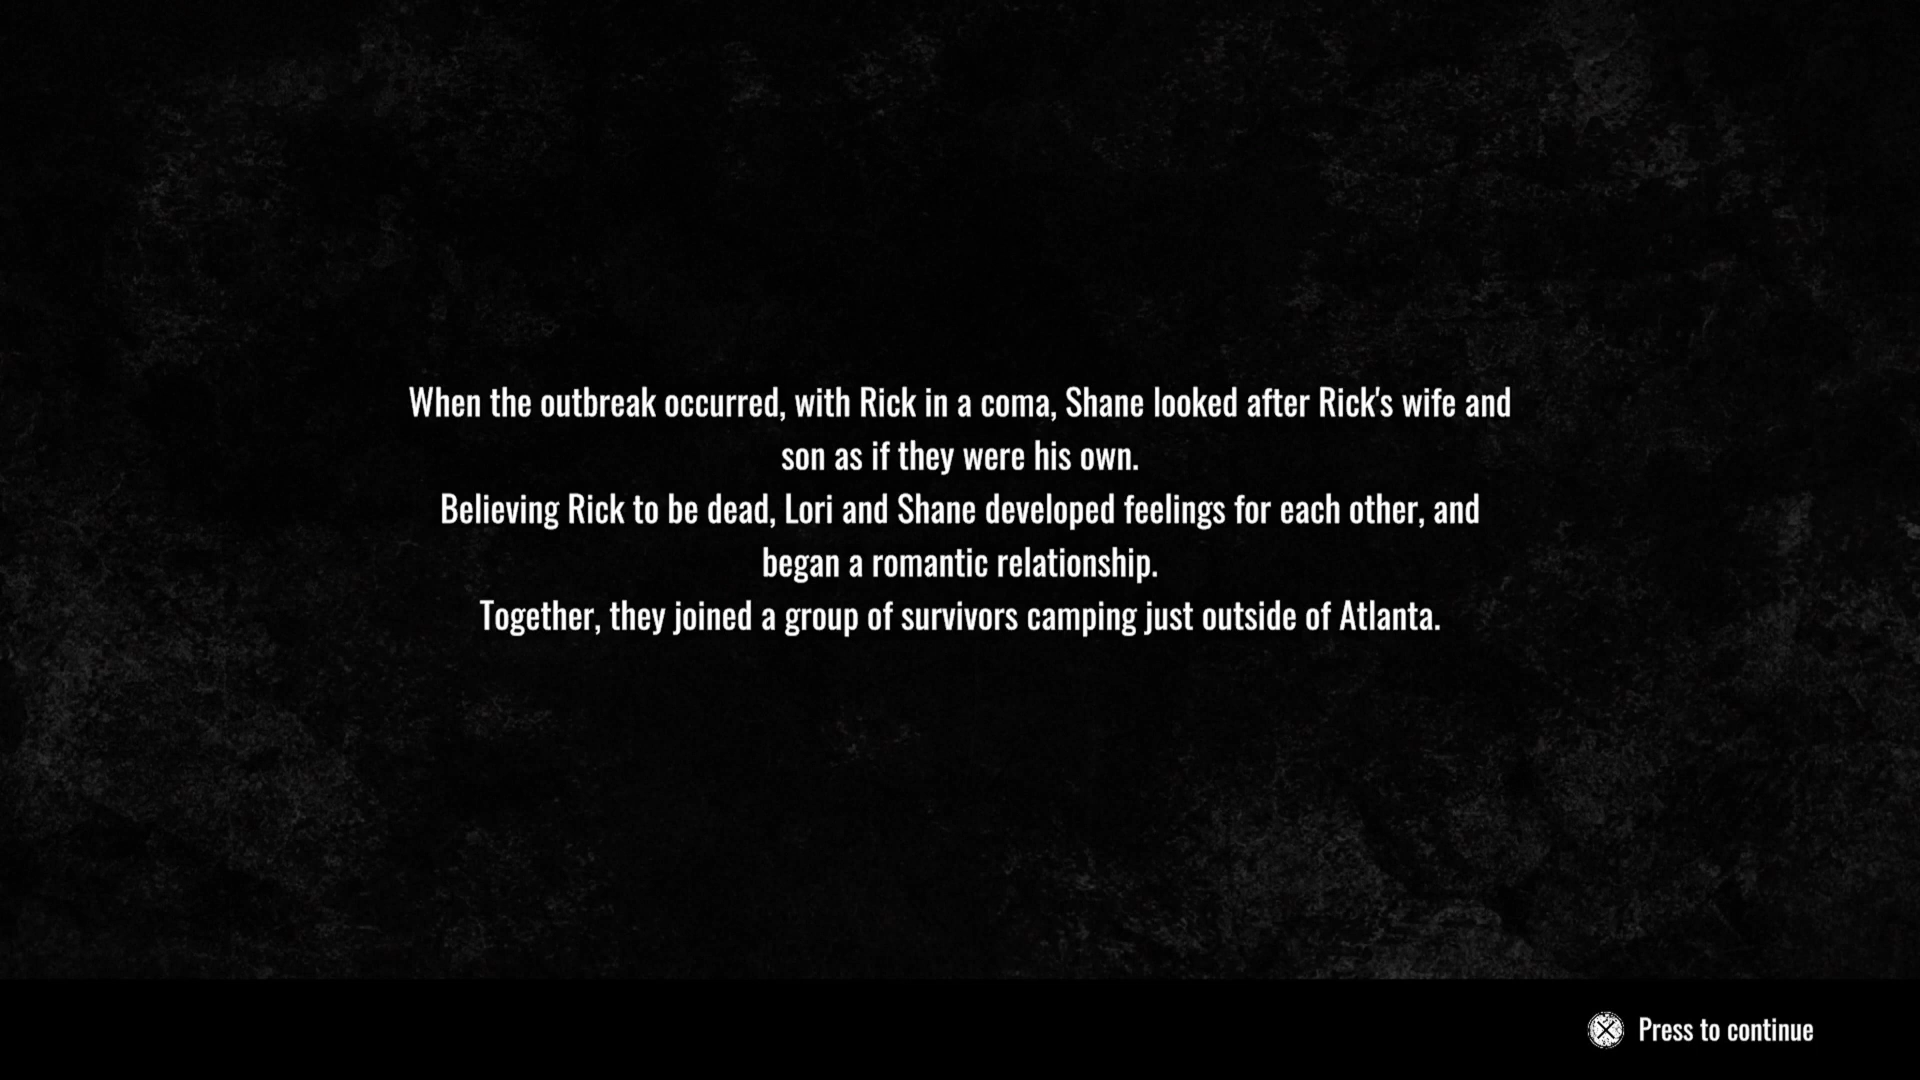 When the outbreak occurred, with Rick in a coma, Shane looked after Rick's wife and
son as if they were his own.
Believing Rick to be dead, Lori and Shane developed feelings for each other, and
began a romantic relationship.
Together, they joined a group of survivors camping just outside of Atlanta.
Press to continue